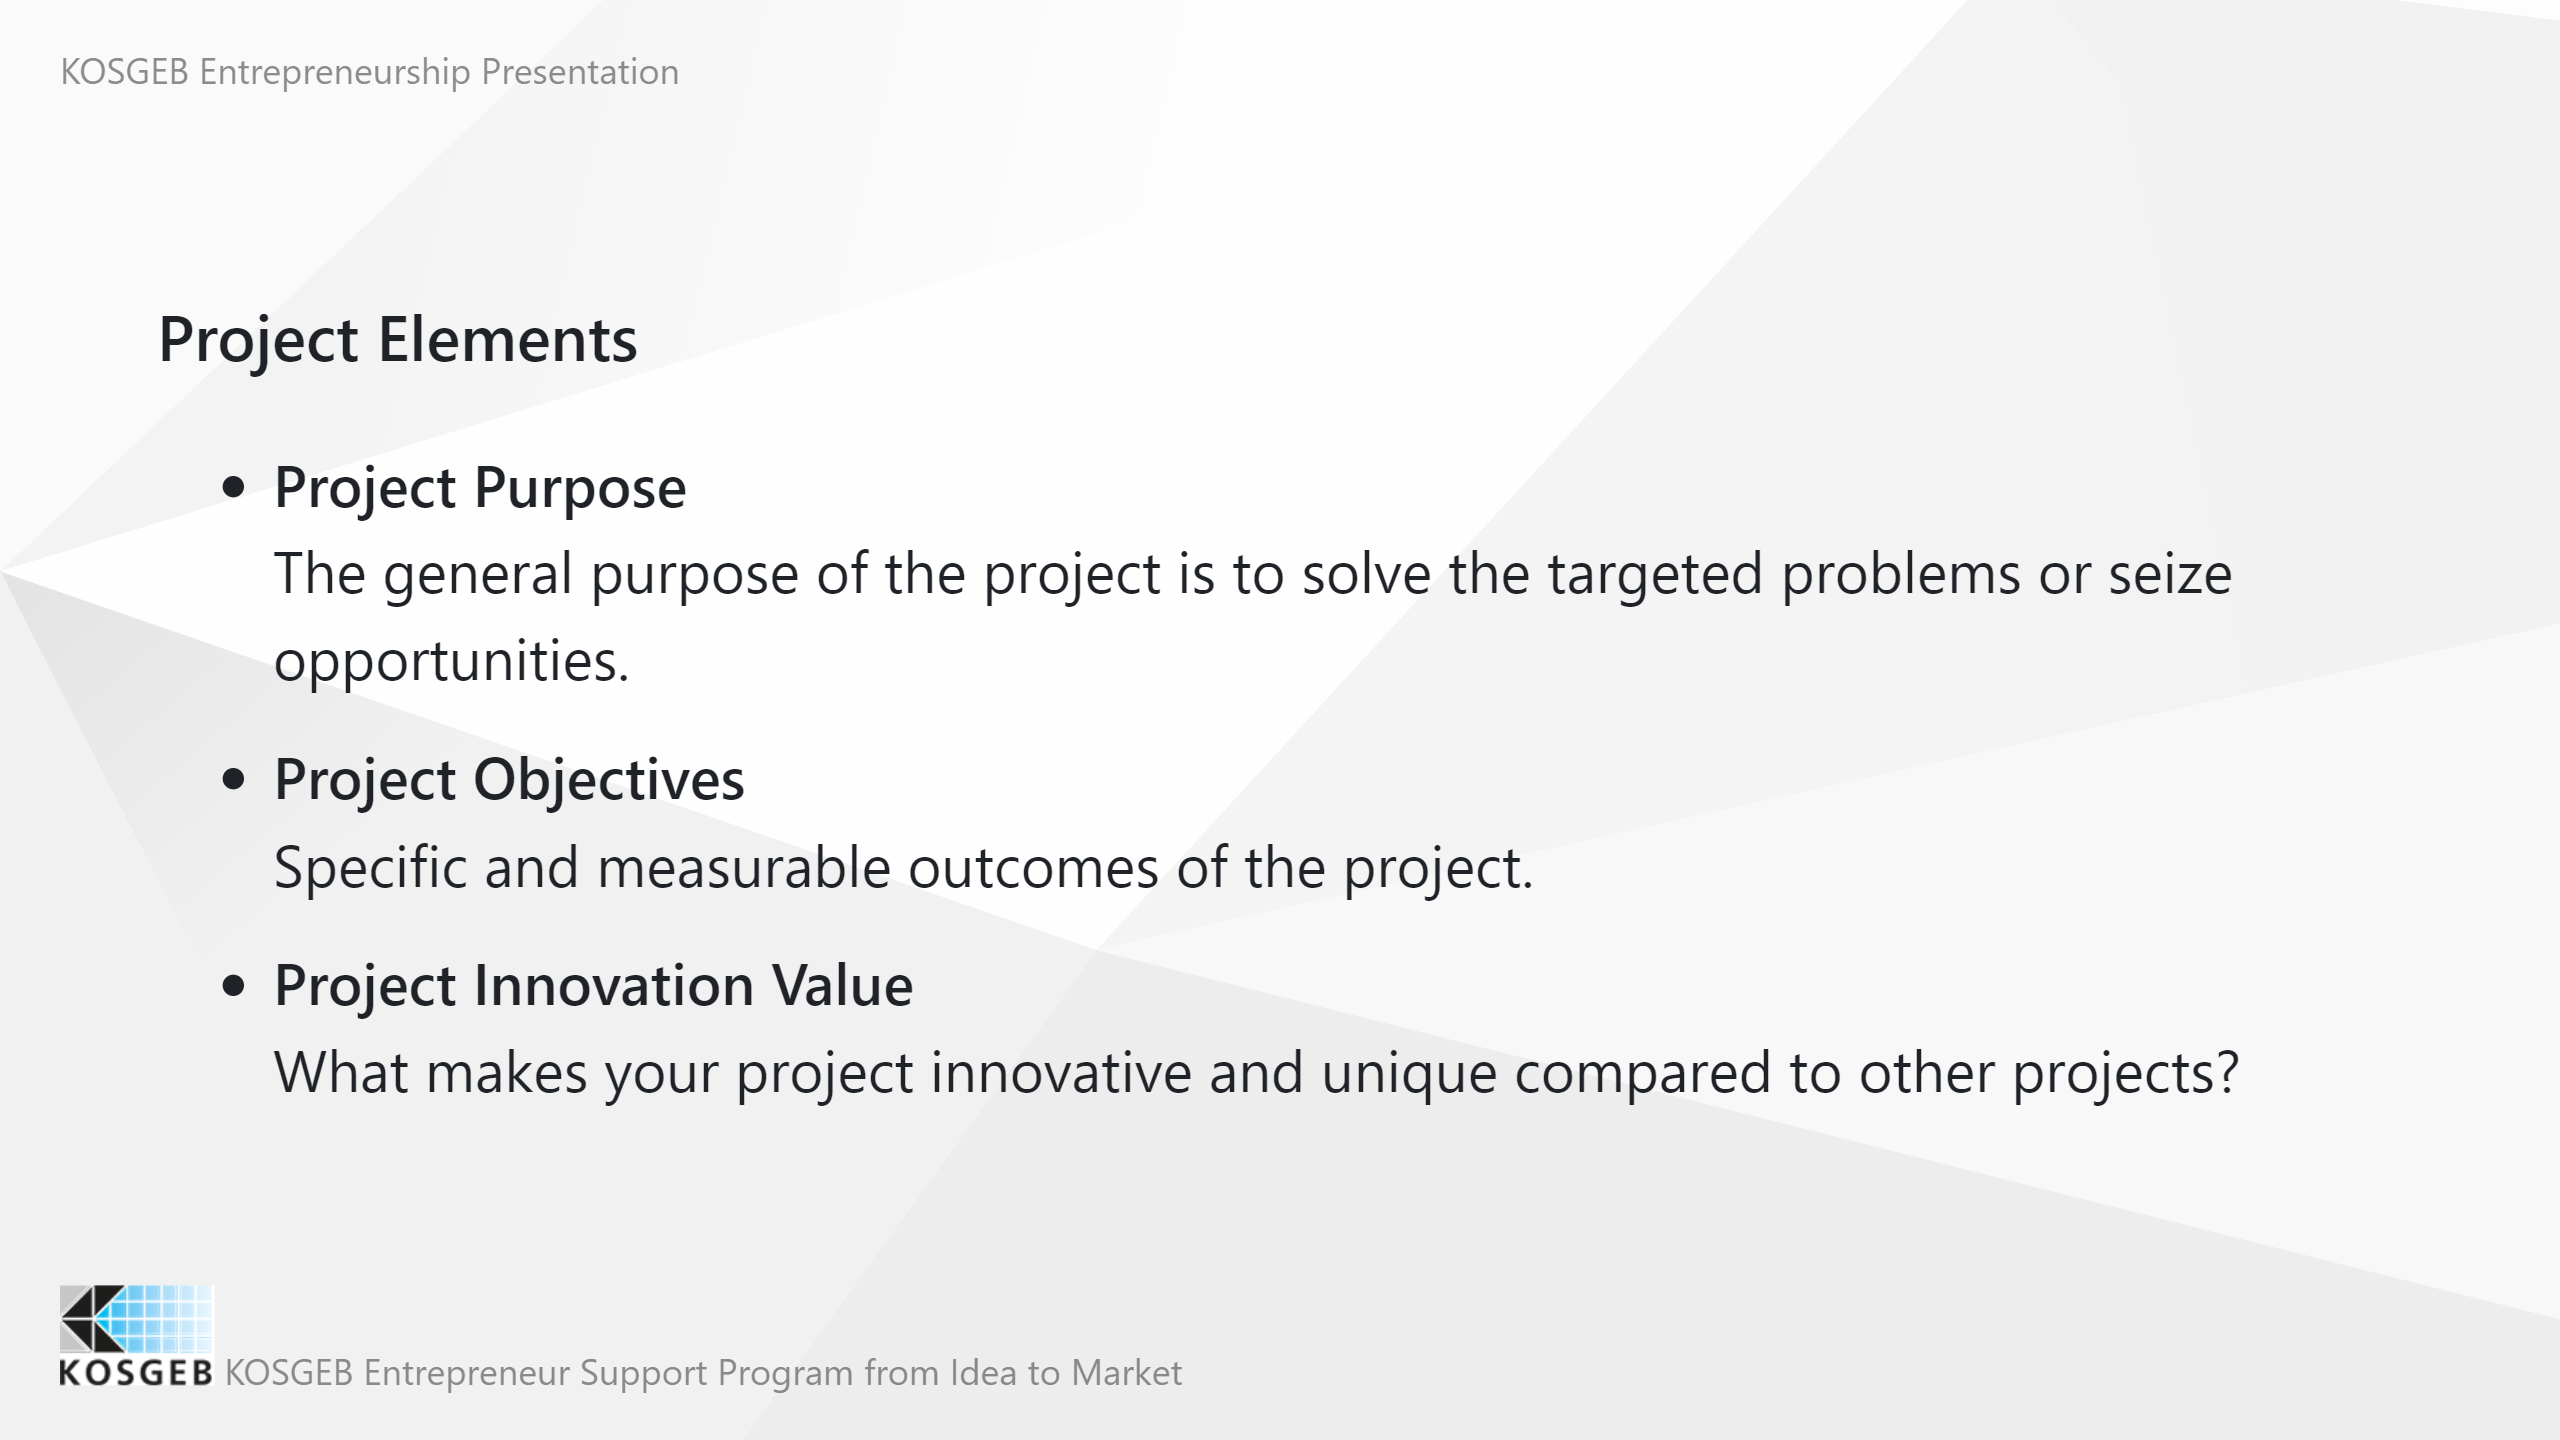 KOSGEB Entrepreneurship Presentation
Project Elements
Project Purpose
The general purpose of the project is to solve the targeted problems or seize
opportunities.
Project Objectives
Specific and measurable outcomes of the project.
Project Innovation Value
What makes your project innovative and unique compared to other projects?
KOSGEB
KOSGEB Entrepreneur Support Program from Idea to Market